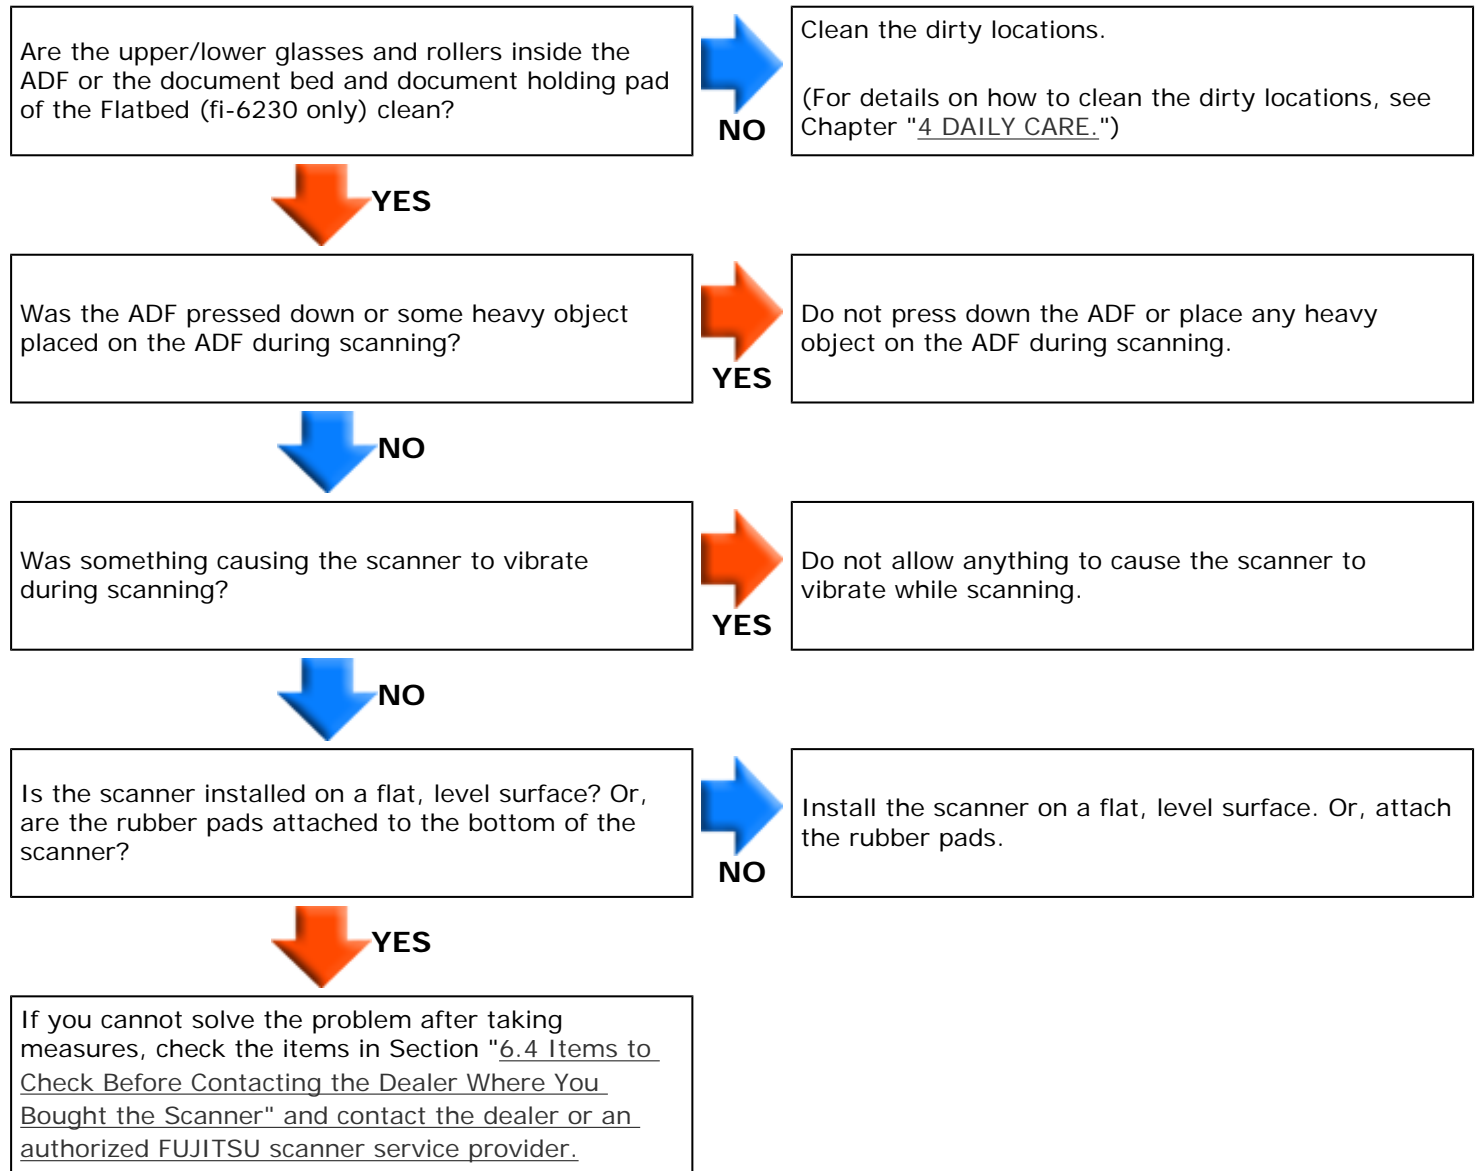 Are the upper/lower glasses and rollers inside the
ADF or the document bed and document holding pad
of the Flatbed (fi-6230 only) clean?
NO
Clean the dirty locations.
(For details on how to clean the dirty locations, see
Chapter "4 DAILY CARE.")
YES
Was the ADF pressed down or some heavy object
placed on the ADF during scanning?
YES
Do not press down the ADF or place any heavy
object on the ADF during scanning.
NO
Was something causing the scanner to vibrate
during scanning?
YES
Do not allow anything to cause the scanner to
vibrate while scanning.
NO
Is the scanner installed on a flat, level surface? Or,
are the rubber pads attached to the bottom of the
scanner?
NO
Install the scanner on a flat, level surface. Or, attach
the rubber pads.
YES
If you cannot solve the problem after taking
measures, check the items in Section "6.4 Items to
Check Before Contacting the Dealer Where You
Bought the Scanner" and contact the dealer or an
authorized FUJITSU scanner service provider.